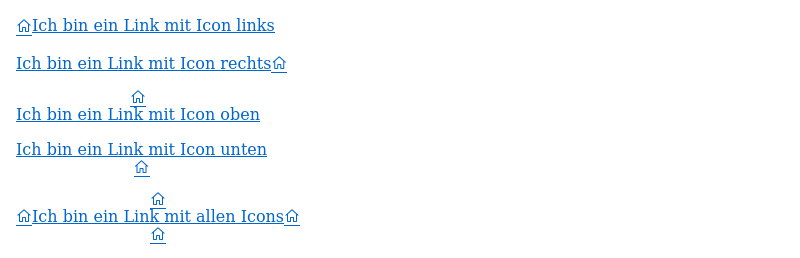 Ich bin ein Link mit Icon links
Ich bin ein Link mit Icon rechts
Ich bin ein Link mit Icon oben
Ich bin ein Link mit Icon unten
Ich bin ein Link mit allen Icons